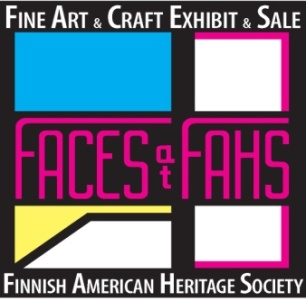 FINE ART & CRAFT EXHIBIT & SALE
FACES at FAHS
FINNISH AMERICAN HERITAGE SOCIETY